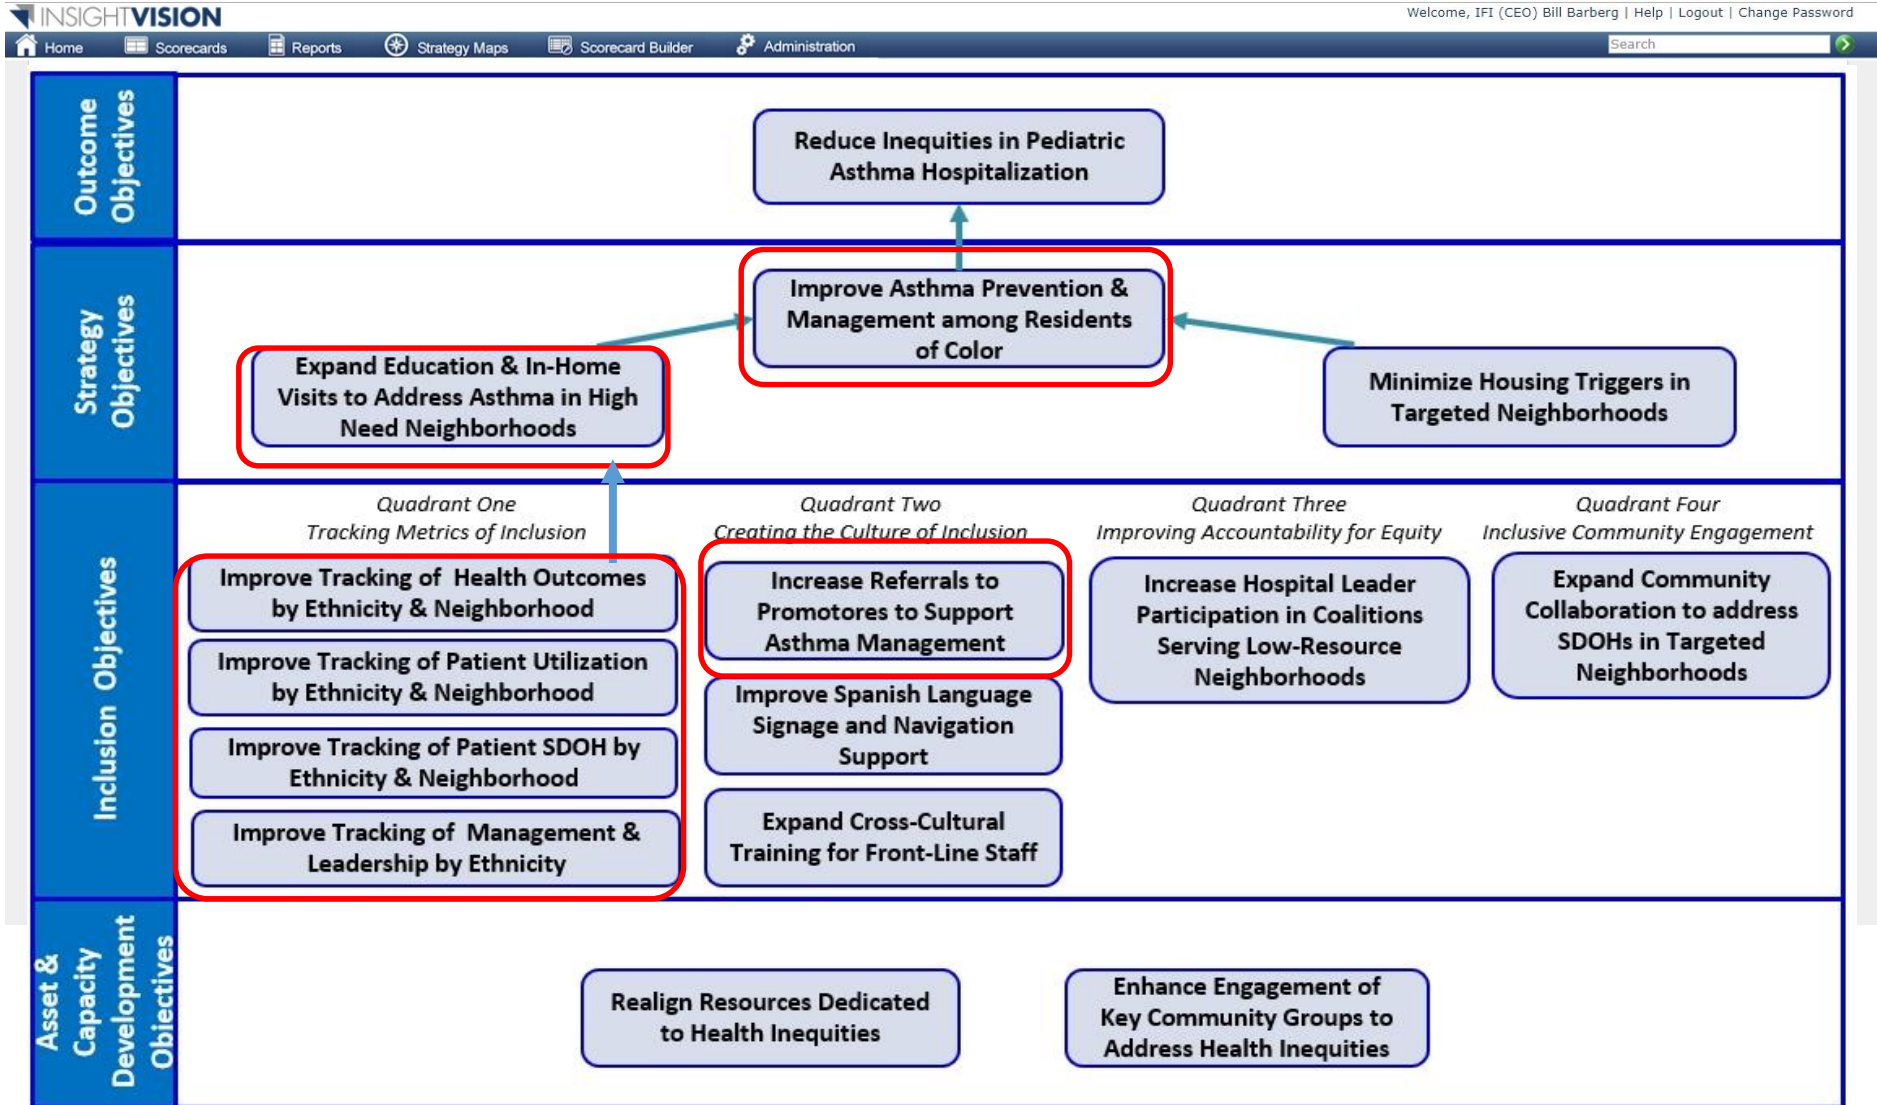 INSIGHTVISION
Welcome, IFI (CEO) Bill Barberg | Help | Logout | Change Password
Home Scorecards Reports Strategy Maps Scorecard Builder Administration Search
Outcome
Objectives
Reduce Inequities in Pediatric
Asthma Hospitalization
Strategy
Objectives
Improve Asthma Prevention &
Management among Residents
of Color
Expand Education & In-Home
Visits to Address Asthma in High
Need Neighborhoods
Minimize Housing Triggers in
Targeted Neighborhoods
Inclusion Objectives
Quadrant One
Tracking Metrics of Inclusion
Improve Tracking of Health Outcomes
by Ethnicity & Neighborhood
Improve Tracking of Patient Utilization
by Ethnicity & Neighborhood
Improve Tracking of Patient SDOH by
Ethnicity & Neighborhood
Improve Tracking of Management &
Leadership by Ethnicity
Quadrant Two
Creating the Culture of Inclusion
Increase Referrals to
Promotores to Support
Asthma Management
Improve Spanish Language
Signage and Navigation
Support
Expand Cross-Cultural
Training for Front-Line Staff
Quadrant Three
Improving Accountability for Equity
Increase Hospital Leader
Participation in Coalitions
Serving Low-Resource
Neighborhoods
Quadrant Four
Inclusive Community Engagement
Expand Community
Collaboration to address
SDOHs in Targeted
Neighborhoods
Asset &
Capacity
Development
Objectives
Realign Resources Dedicated
to Health Inequities
Enhance Engagement of
Key Community Groups to
Address Health Inequities